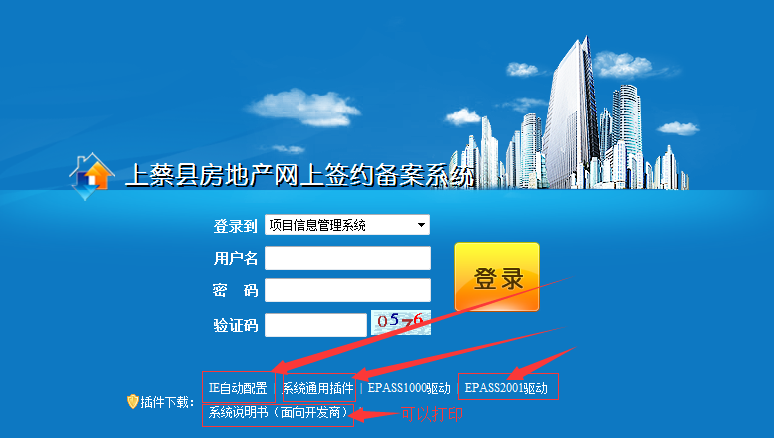 上蔡县房地产网上签约备案系统
登录到 项目信息管理系统
用户名
登录
密 码
验证码 0576
IE自动配置 | 系统通用插件 | EPASS1000驱动 | EPASS2001驱动
插件下载：
系统说明书（面向开发商） 可以打印